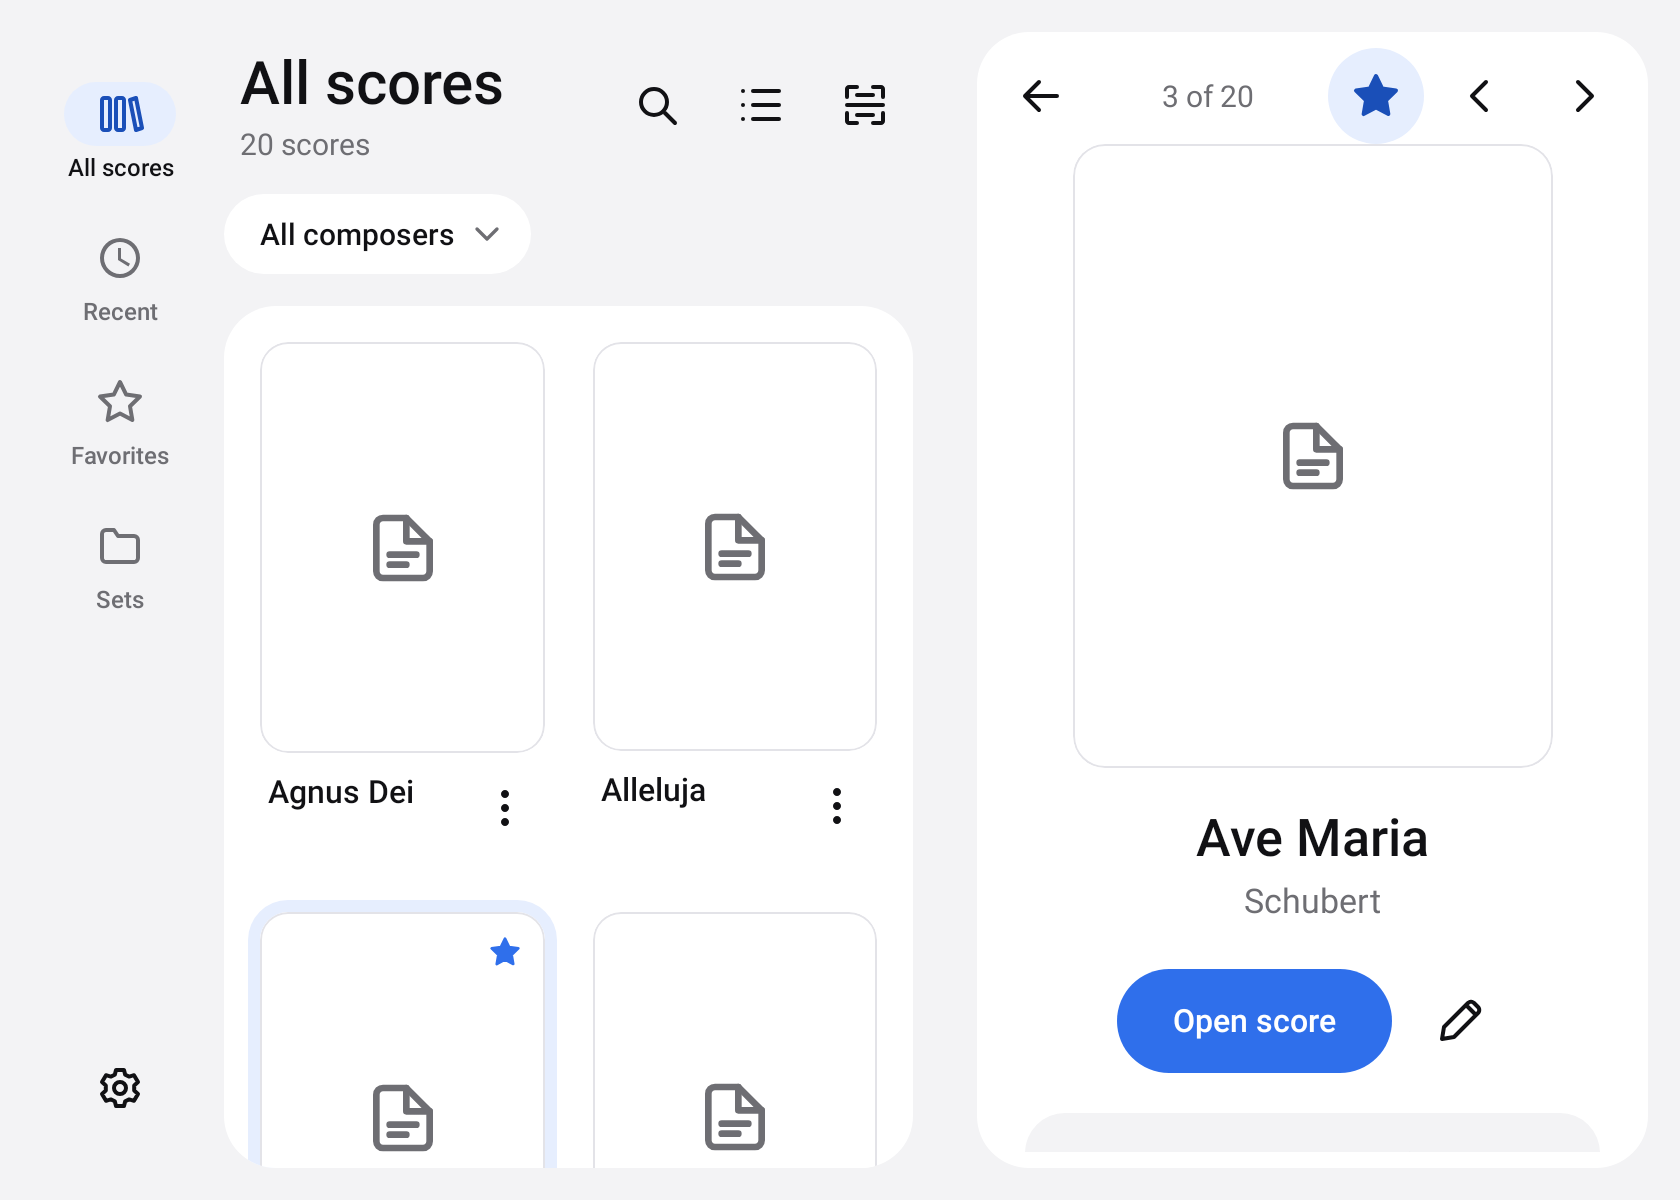 All scores
Recent
Favorites
Sets
All scores
20 scores
All composers
Agnus Dei
Alleluja
3 of 20
Ave Maria
Schubert
Open score